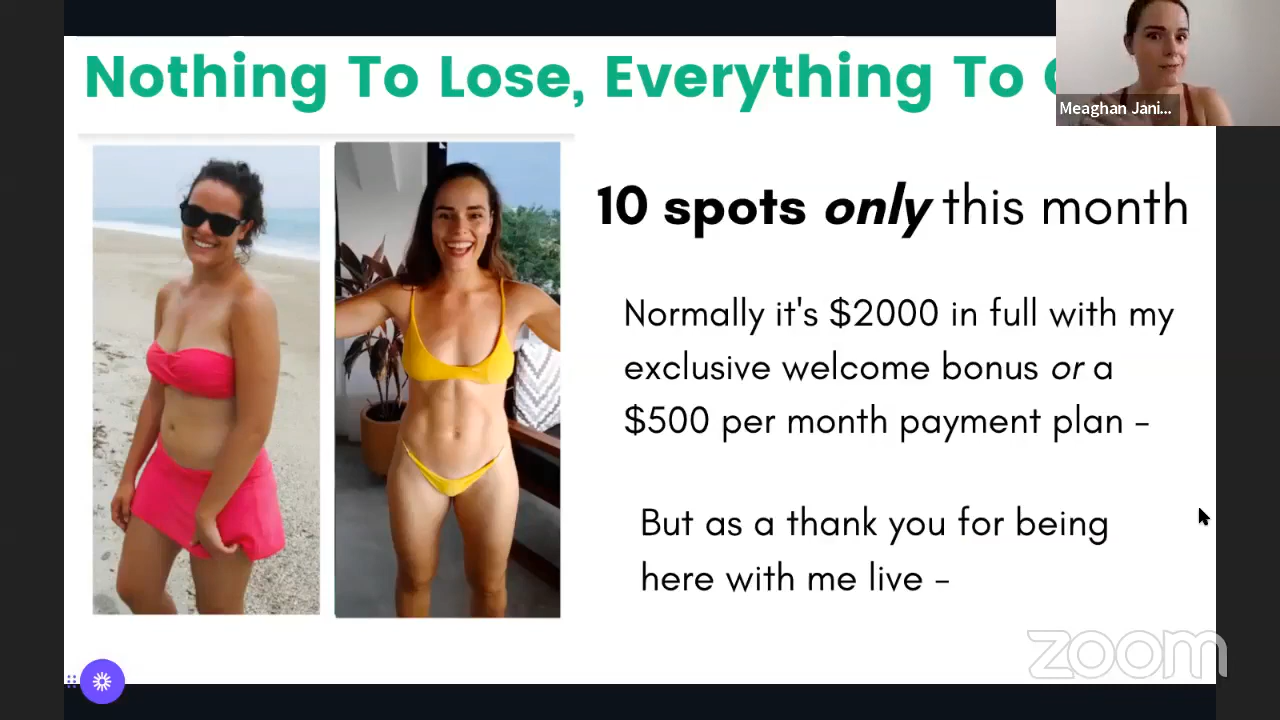 Nothing To Lose, Everything To
Meaghan Jani...
10 spots only this month
Normally it's $2000 in full with my
exclusive welcome bonus or a
$500 per month payment plan -
But as a thank you for being
here with me live -
zoom